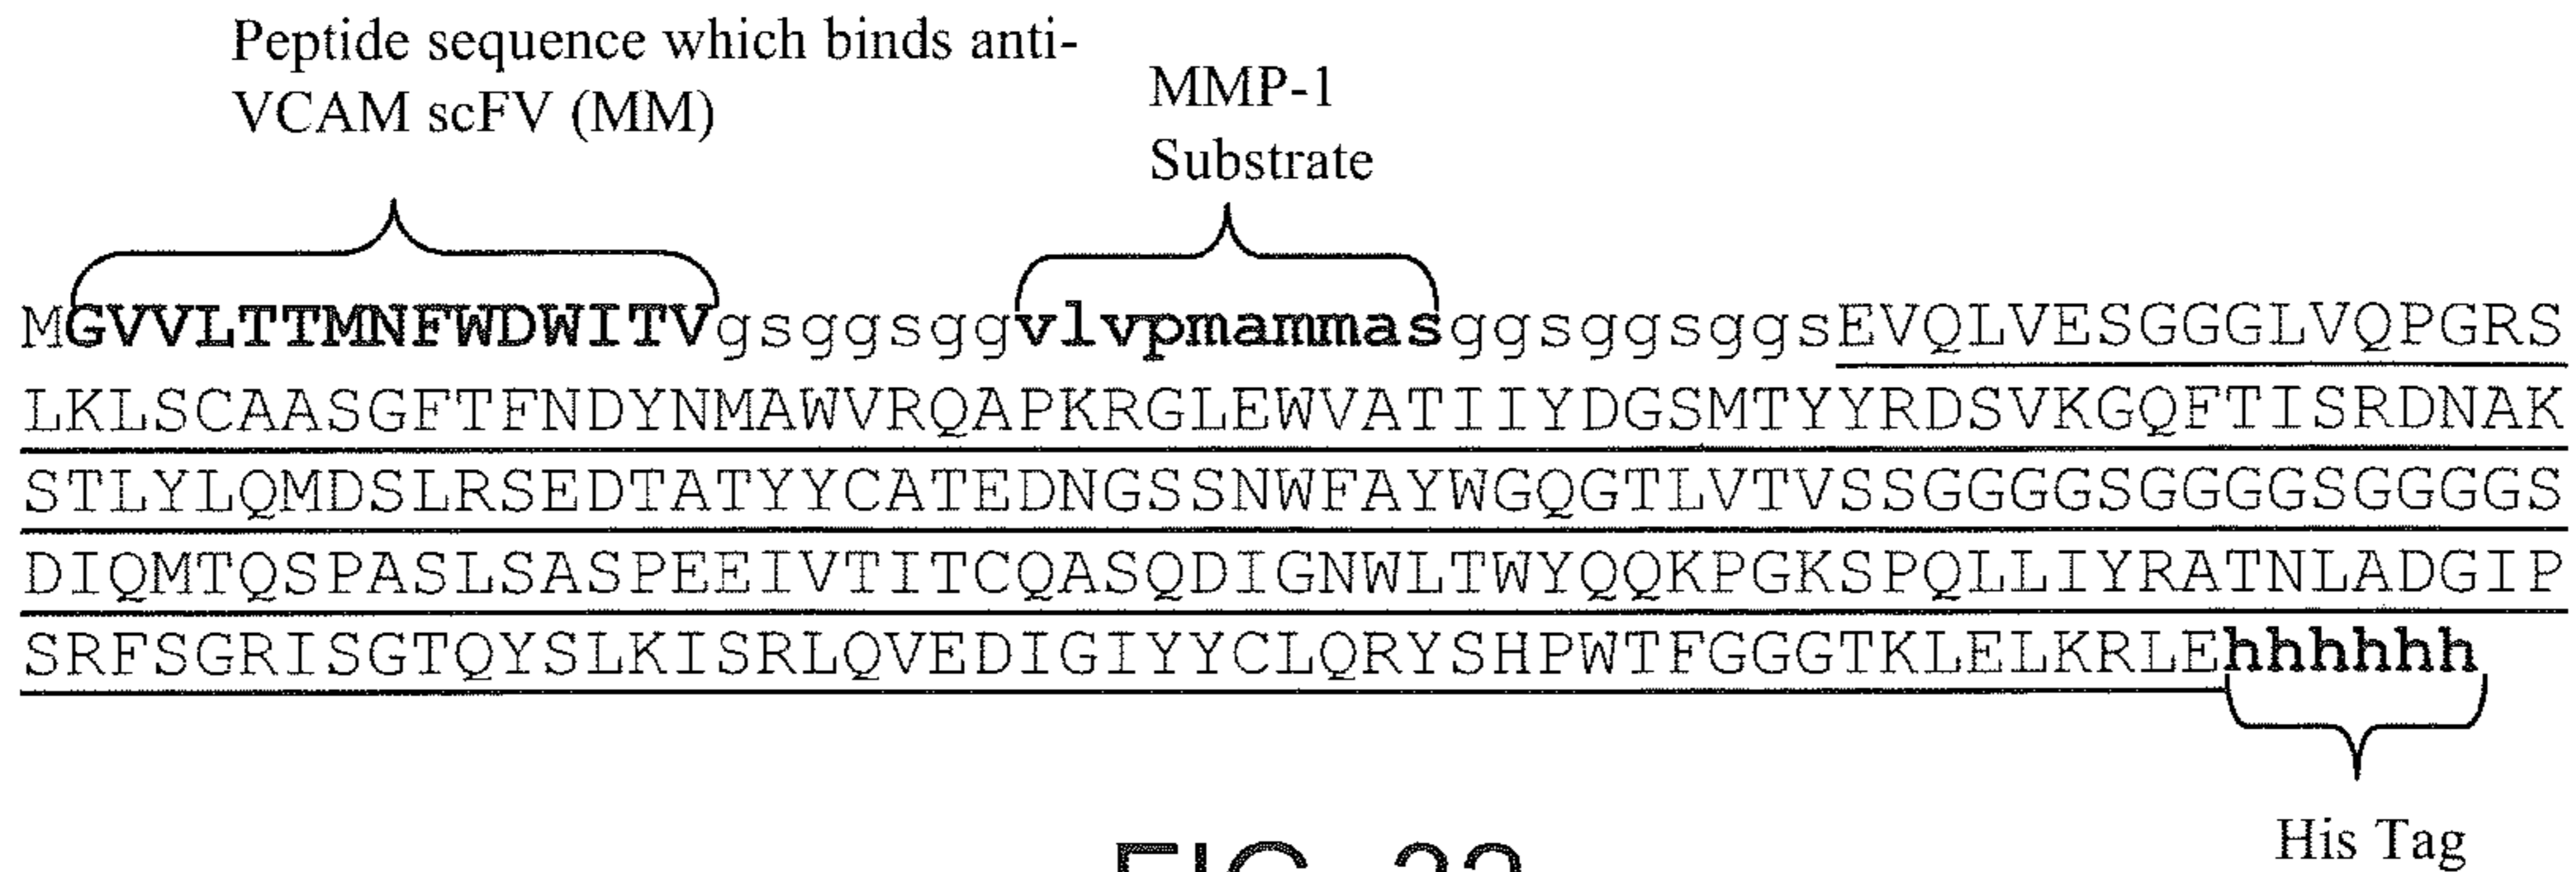 Peptide sequence which binds anti-
VCAM scFV (MM)
MMP-1
Substrate
MGVVLTTMNFWDWITVgsggsggvlvpmammasggsggsggsEVQLVESGGGLVQPGRS
LKLSCAASGFTFNDYNMAWVRQAPKRGLEWVATIIYDGSMTYYRDSVKGQFTISRDNAK
STLYLQMDSLRSEDTATYYCATEDNGSSNWFAYWGQGTLVTVSSGGGGSGGGGSGGGGS
DIQMTQSPASLSASPEEIVTITCQASQDIGNWLTWYQQKPGKSPQLLIYRATNLADGIP
SRFSGRISGTQYSLKISRLQVEDIGIYYCLQRYSHPWTFGGGTKLELKRLEhhhhhh
His Tag